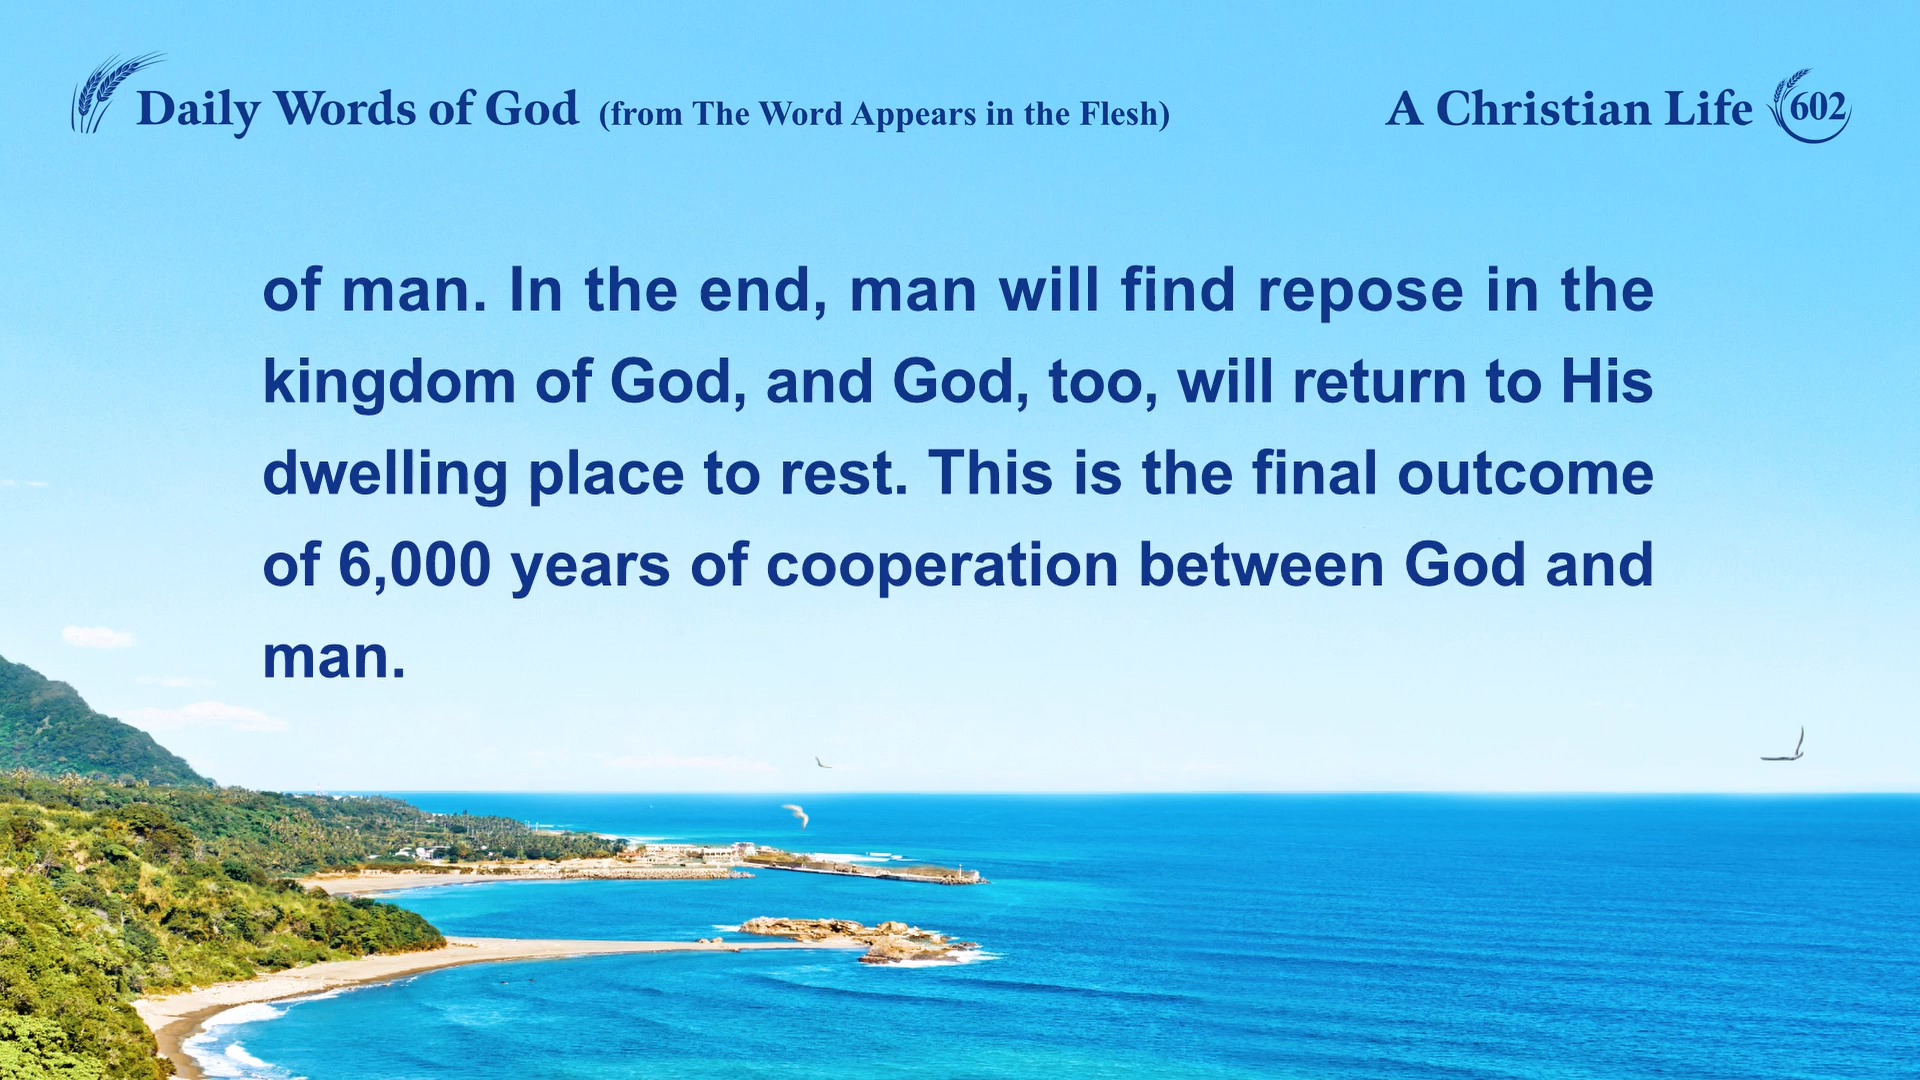 Daily Words of God (from The Word Appears in the Flesh)
A Christian Life 602
of man. In the end, man will find repose in the
kingdom of God, and God, too, will return to His
dwelling place to rest. This is the final outcome
of 6,000 years of cooperation between God and
man.